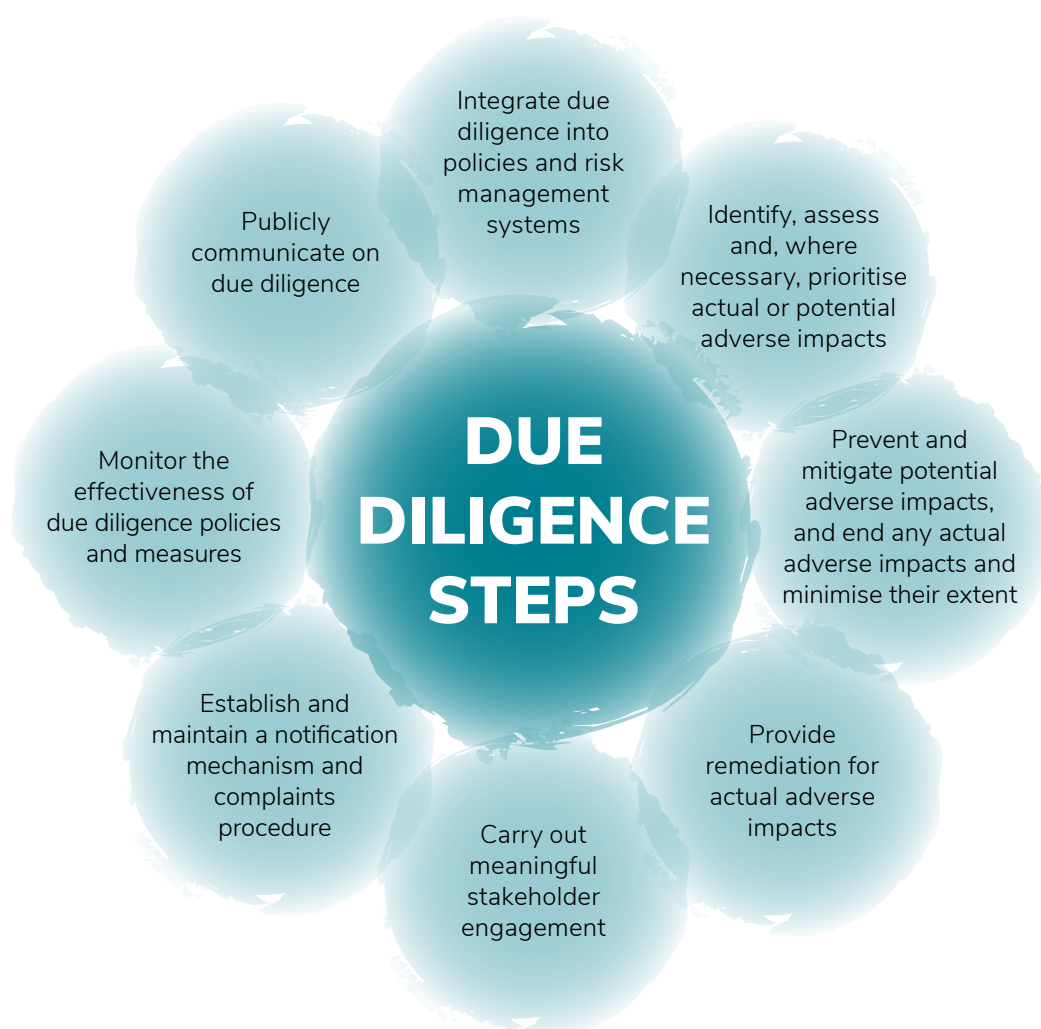 DUE
DILIGENCE
STEPS
Integrate due
diligence into
policies and risk
management
systems
Identify, assess
and, where
necessary, prioritise
actual or potential
adverse impacts
Prevent and
mitigate potential
adverse impacts,
and end any actual
adverse impacts and
minimise their extent
Provide
remediation for
actual adverse
impacts
Carry out
meaningful
stakeholder
engagement
Establish and
maintain a notification
mechanism and
complaints
procedure
Monitor the
effectiveness of
due diligence policies
and measures
Publicly
communicate on
due diligence